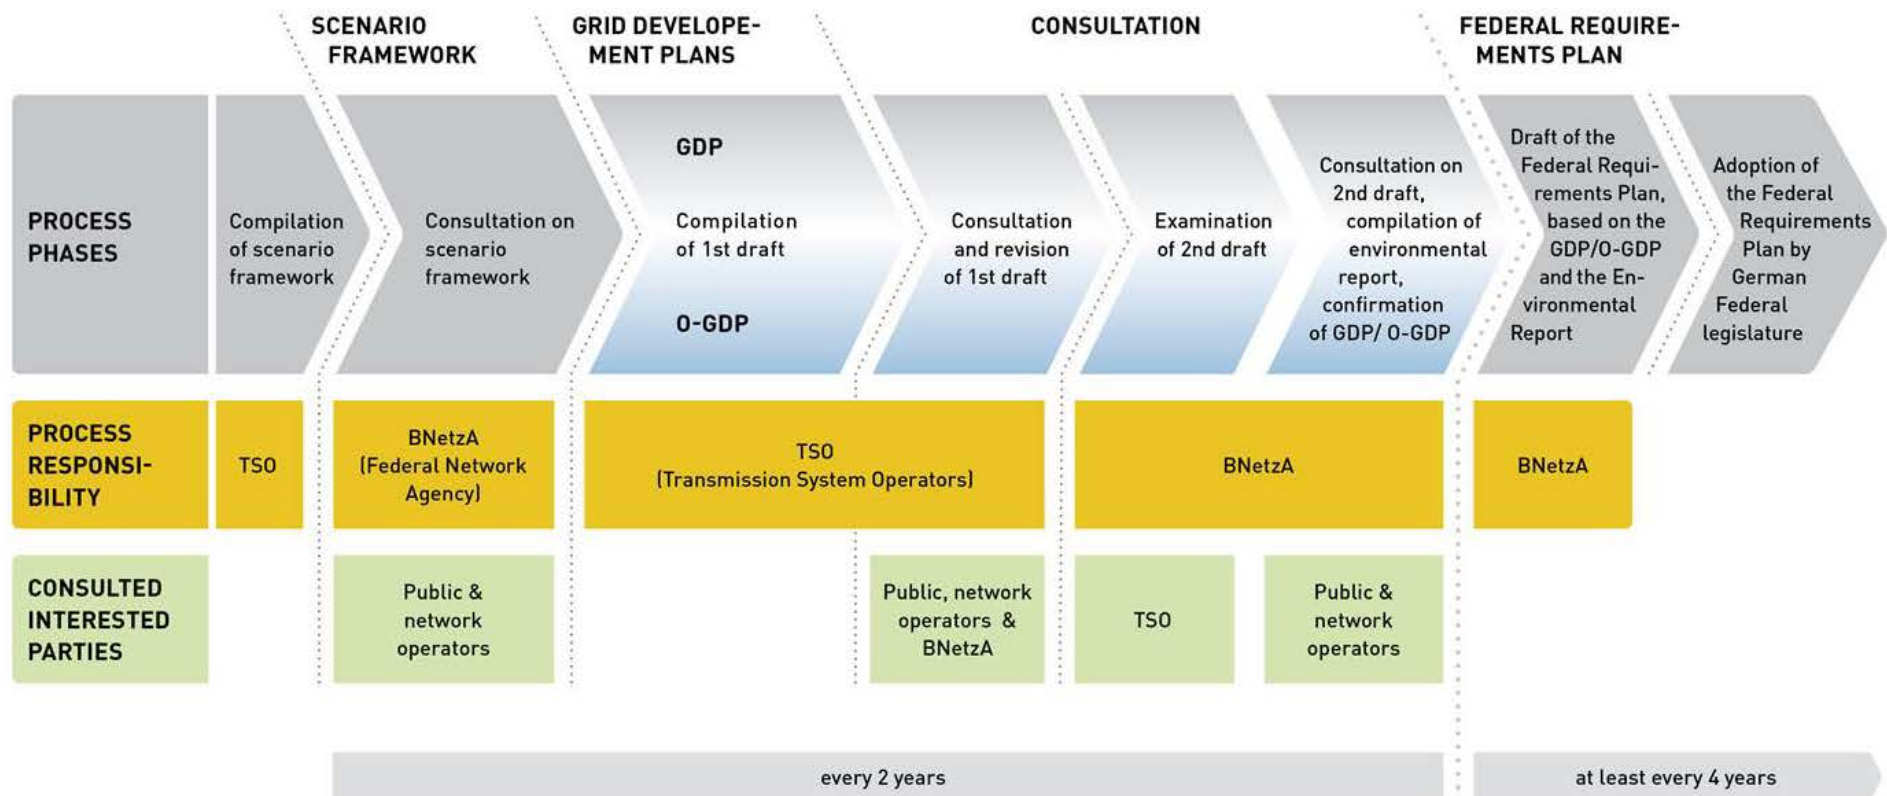 SCENARIO
FRAMEWORK
GRID DEVELOPE-
MENT PLANS
CONSULTATION
FEDERAL REQUIRE-
MENTS PLAN
PROCESS
PHASES
Compilation
of scenario
framework
Consultation on
scenario
framework
GDP
Compilation
of 1st draft
O-GDP
Consultation
and revision
of 1st draft
Examination
of 2nd draft
Consultation on
2nd draft,
compilation of
environmental
report,
confirmation
of GDP/ O-GDP
Draft of the
Federal Requi-
rements Plan,
based on the
GDP/O-GDP
and the En-
vironmental
Report
Adoption of
the Federal
Requirements
Plan by
German
Federal
legislature
PROCESS
RESPONSI-
BILITY
TSO
BNetzA
(Federal Network
Agency)
TSO
(Transmission System Operators)
BNetzA
BNetzA
CONSULTED
INTERESTED
PARTIES
Public &
network
operators
Public, network
operators &
BNetzA
TSO
Public &
network
operators
every 2 years
at least every 4 years